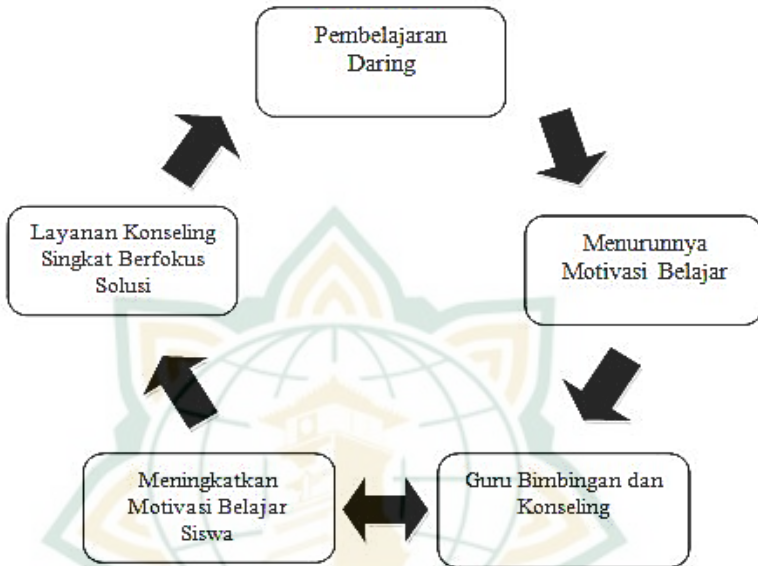 Pembelajaran
Daring
Menurunnya
Motivasi Belajar
Guru Bimbingan dan
Konseling
Meningkatkan
Motivasi Belajar
Siswa
Layanan Konseling
Singkat Berfokus
Solusi